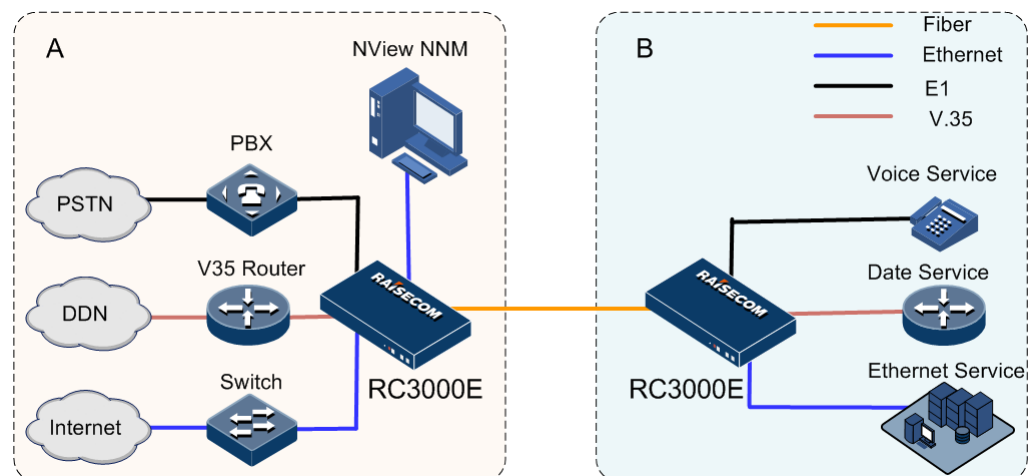 A
NView NNM
PBX
PSTN
V35 Router
DDN
RAISECOM
RC3000E
Switch
Internet
B
Fiber
Ethernet
E1
V.35
Voice Service
RAISECOM
Date Service
RC3000E
Ethernet Service